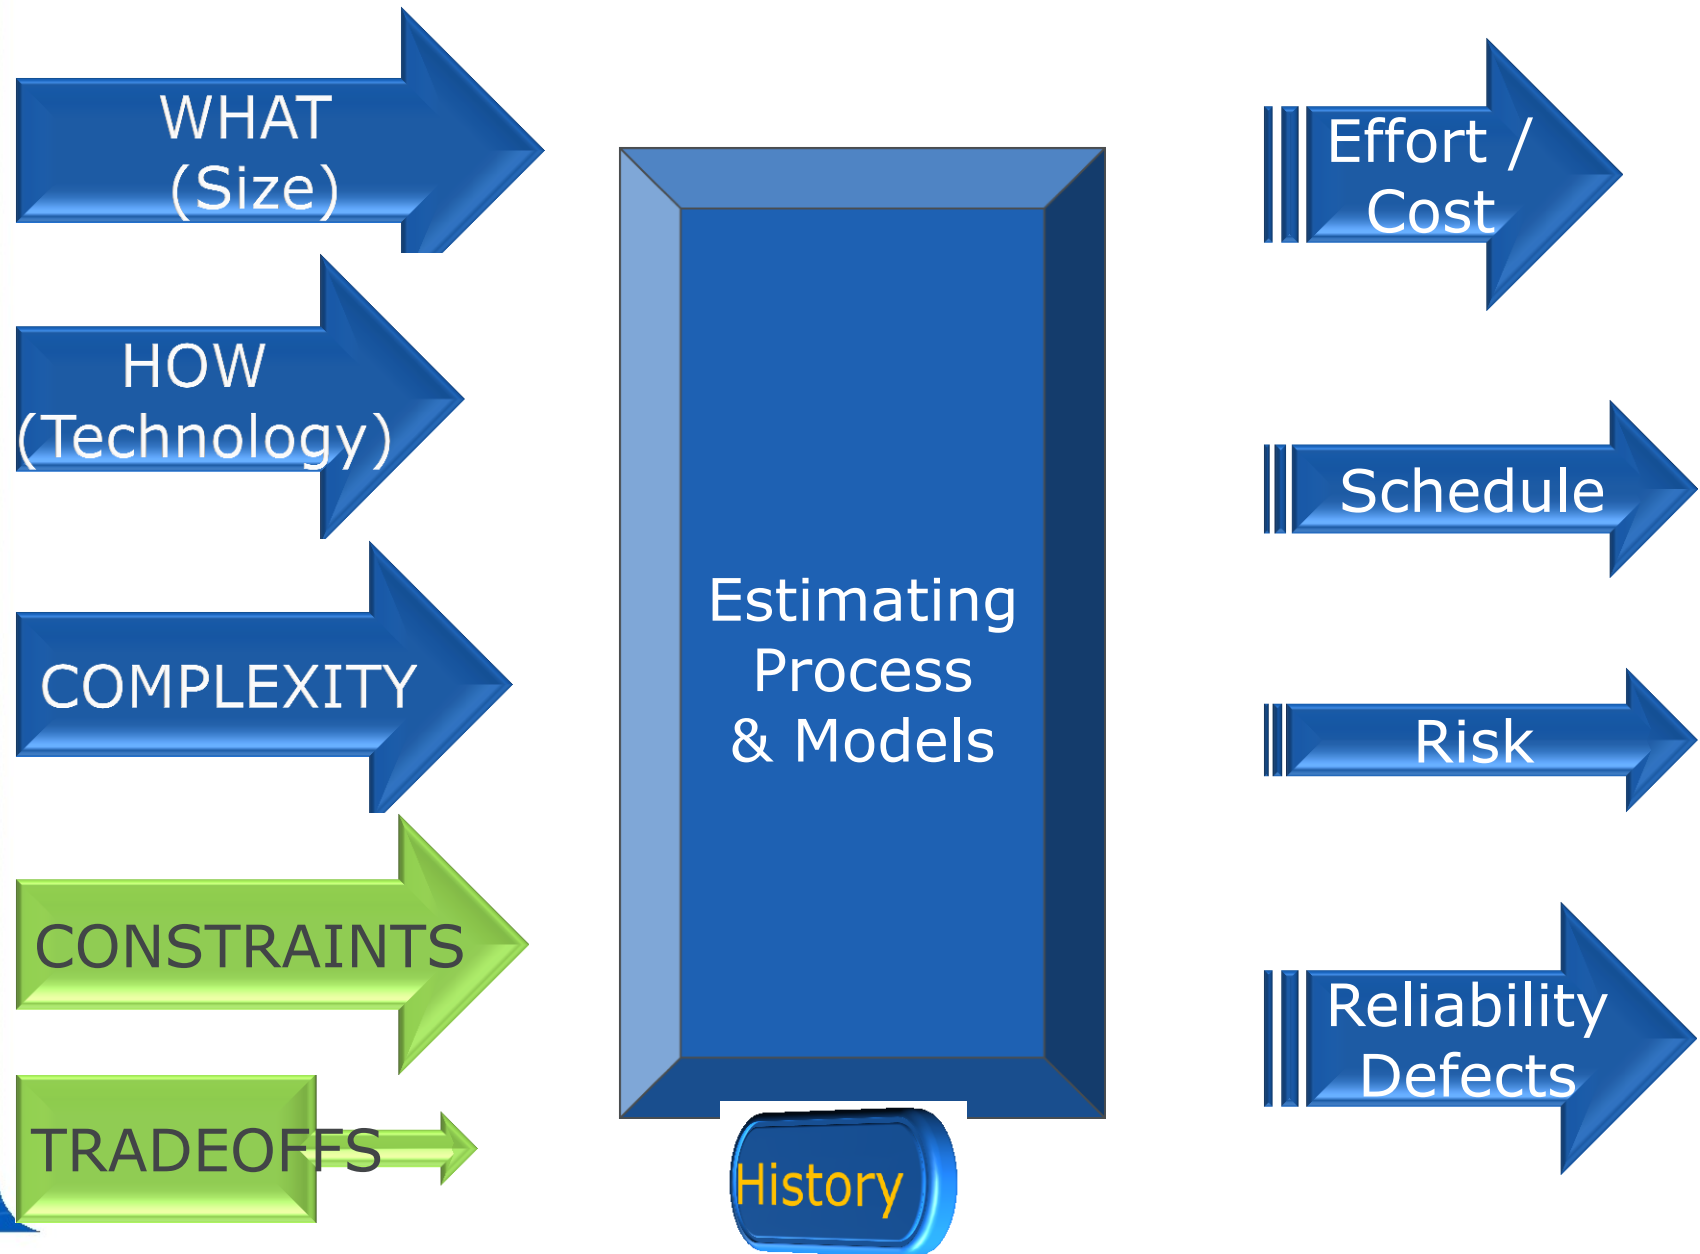 WHAT
(Size)
HOW
(Technology)
COMPLEXITY
CONSTRAINTS
TRADEOFFS
Estimating
Process
& Models
History
Effort /
Cost
Schedule
Risk
Reliability
Defects